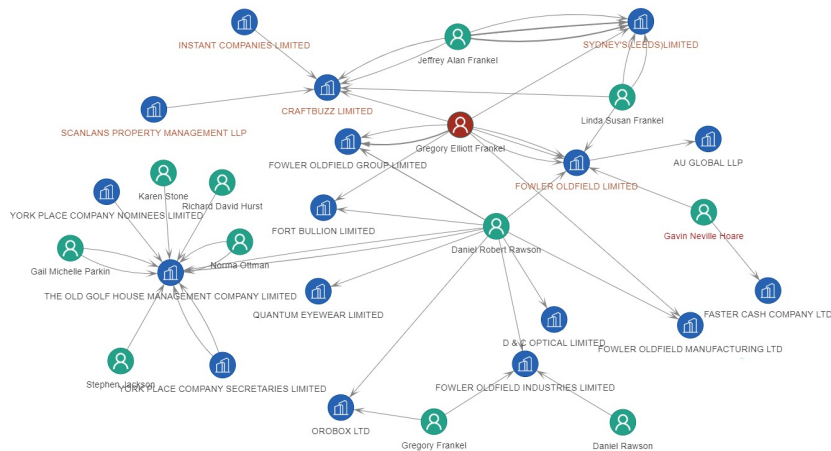 INSTANT COMPANIES LIMITED
SYDNEY'S(LEEDS)LIMITED
Jeffrey Alan Frankel
CRAFTBUZZ LIMITED
Linda Susan Frankel
SCANLANS PROPERTY MANAGEMENT LLP
Gregory Elliott Frankel
FOWLER OLDFIELD GROUP LIMITED
AU GLOBAL LLP
FOWLER OLDFIELD LIMITED
Karen Stone
Richard David Hurst
YORK PLACE COMPANY NOMINEES LIMITED
FORT BULLION LIMITED
Gavin Neville Hoare
Daniel Robert Rawson
Norma Ottman
Gail Michelle Parkin
THE OLD GOLF HOUSE MANAGEMENT COMPANY LIMITED
QUANTUM EYEWEAR LIMITED
FASTER CASH COMPANY LTD
D & C OPTICAL LIMITED
FOWLER OLDFIELD MANUFACTURING LTD
Stephen Jackson
YORK PLACE COMPANY SECRETARIES LIMITED
FOWLER OLDFIELD INDUSTRIES LIMITED
OROBOX LTD
Gregory Frankel
Daniel Rawson